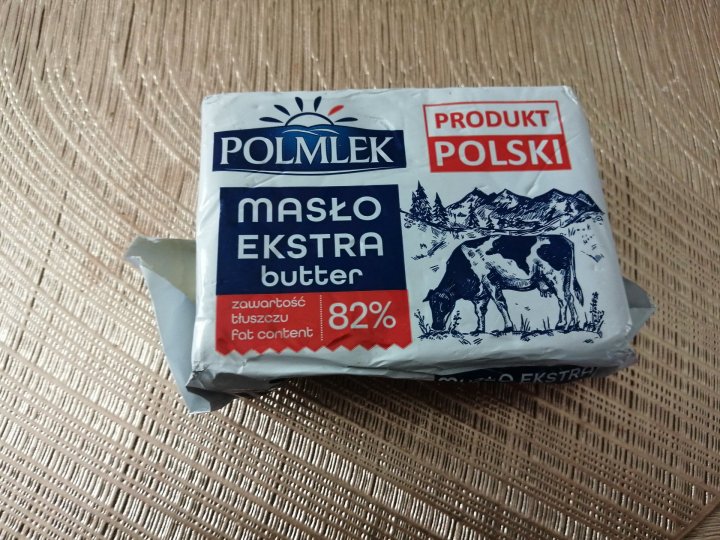 POLMLEK
PRODUKT
POLSKI
MASŁO
EKSTRA
butter
zawartość
tłuszczu
fat content
82%
MASŁO EKSTRA